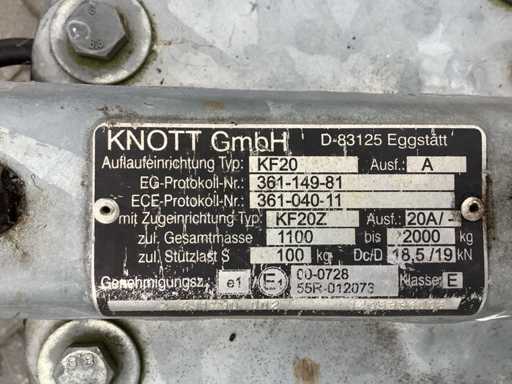 KNOTT GmbH D-83125 Eggstätt
Auflaufeinrichtung Typ: KF20 Ausf.: A
EG-Protokoll-Nr.: 361-149-81
ECE-Protokoll-Nr.: 361-040-11
mit Zugeinrichtung Typ: KF20Z Ausf.: 20A/-
zul. Gesamtmasse 1100 bis 2000 kg
zul. Stützlast S 100 kg Dc/D 18,5/19 kN
Genehmigungsz.: e1 / E1 00-0728 Klasse: E
55R-012073